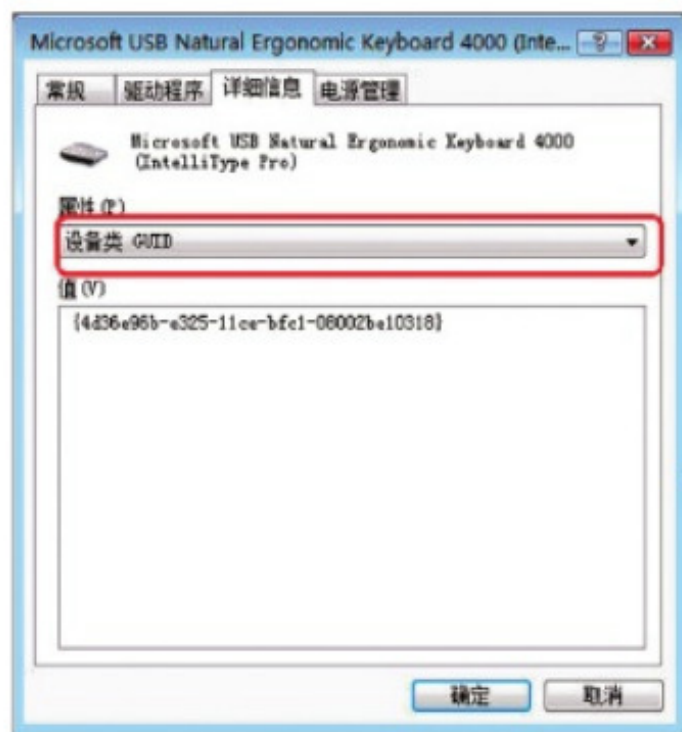 Microsoft USB Natural Ergonomic Keyboard 4000 (Inte...
常规 驱动程序 详细信息 电源管理
Microsoft USB Natural Ergonomic Keyboard 4000
(IntelliType Pro)
属性(P)
设备类 GUID
值(V)
{4d36e96b-e325-11ce-bfc1-08002be10318}
确定 取消